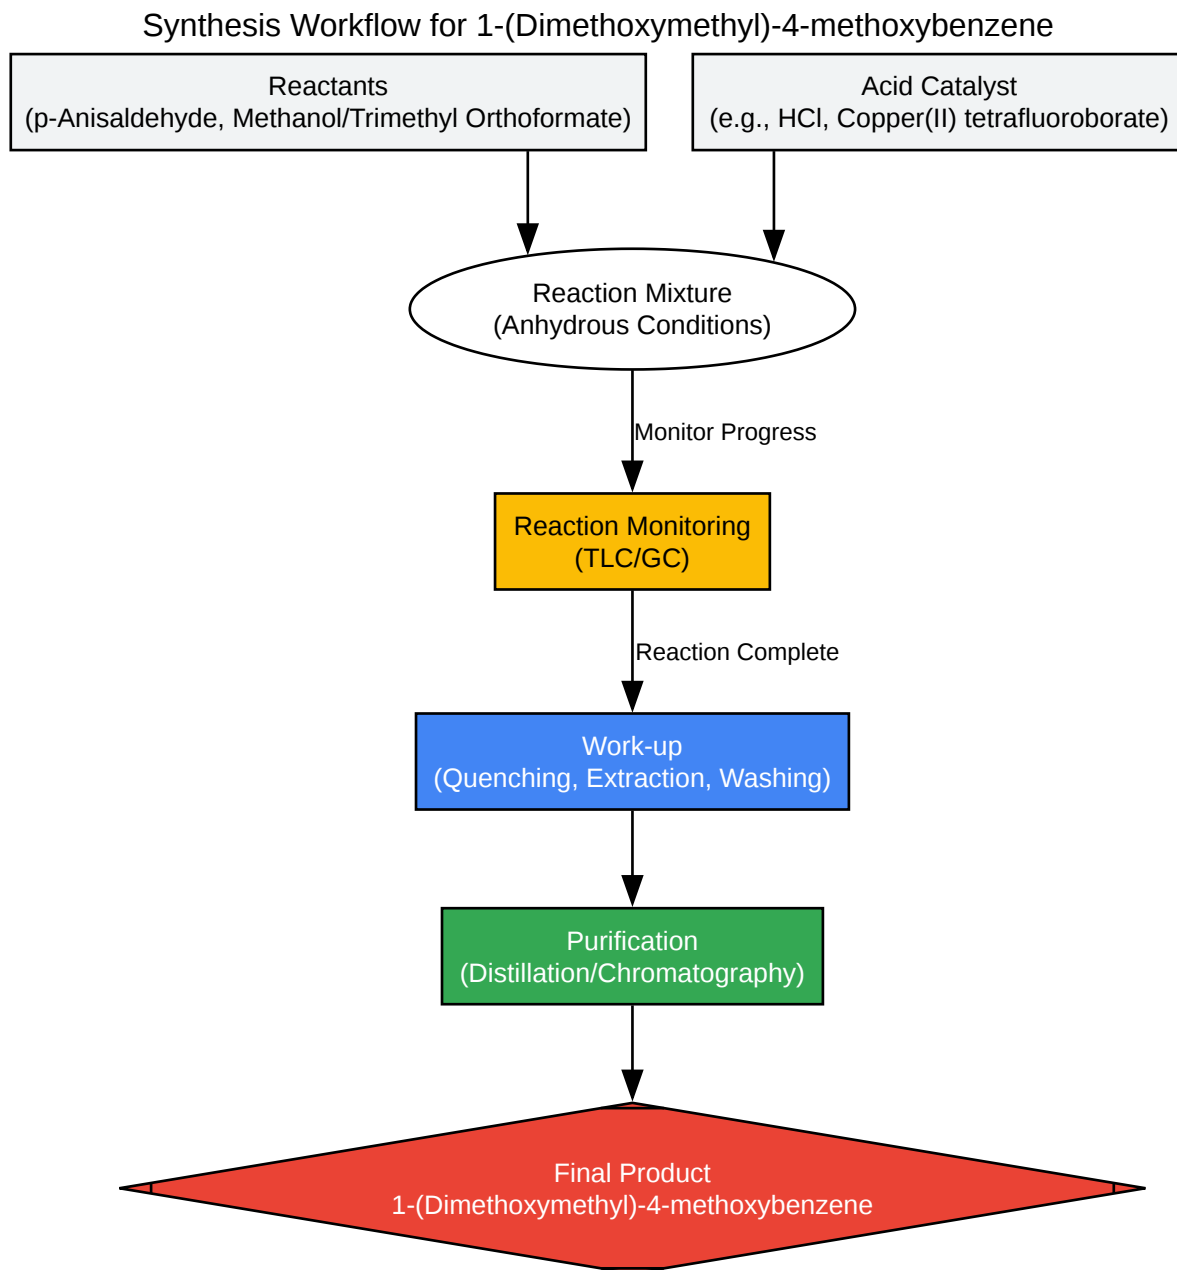 Synthesis Workflow for 1-(Dimethoxymethyl)-4-methoxybenzene
Reactants
(p-Anisaldehyde, Methanol/Trimethyl Orthoformate)
Acid Catalyst
(e.g., HCl, Copper(II) tetrafluoroborate)
Reaction Mixture
(Anhydrous Conditions)
Monitor Progress
Reaction Monitoring
(TLC/GC)
Reaction Complete
Work-up
(Quenching, Extraction, Washing)
Purification
(Distillation/Chromatography)
Final Product
1-(Dimethoxymethyl)-4-methoxybenzene